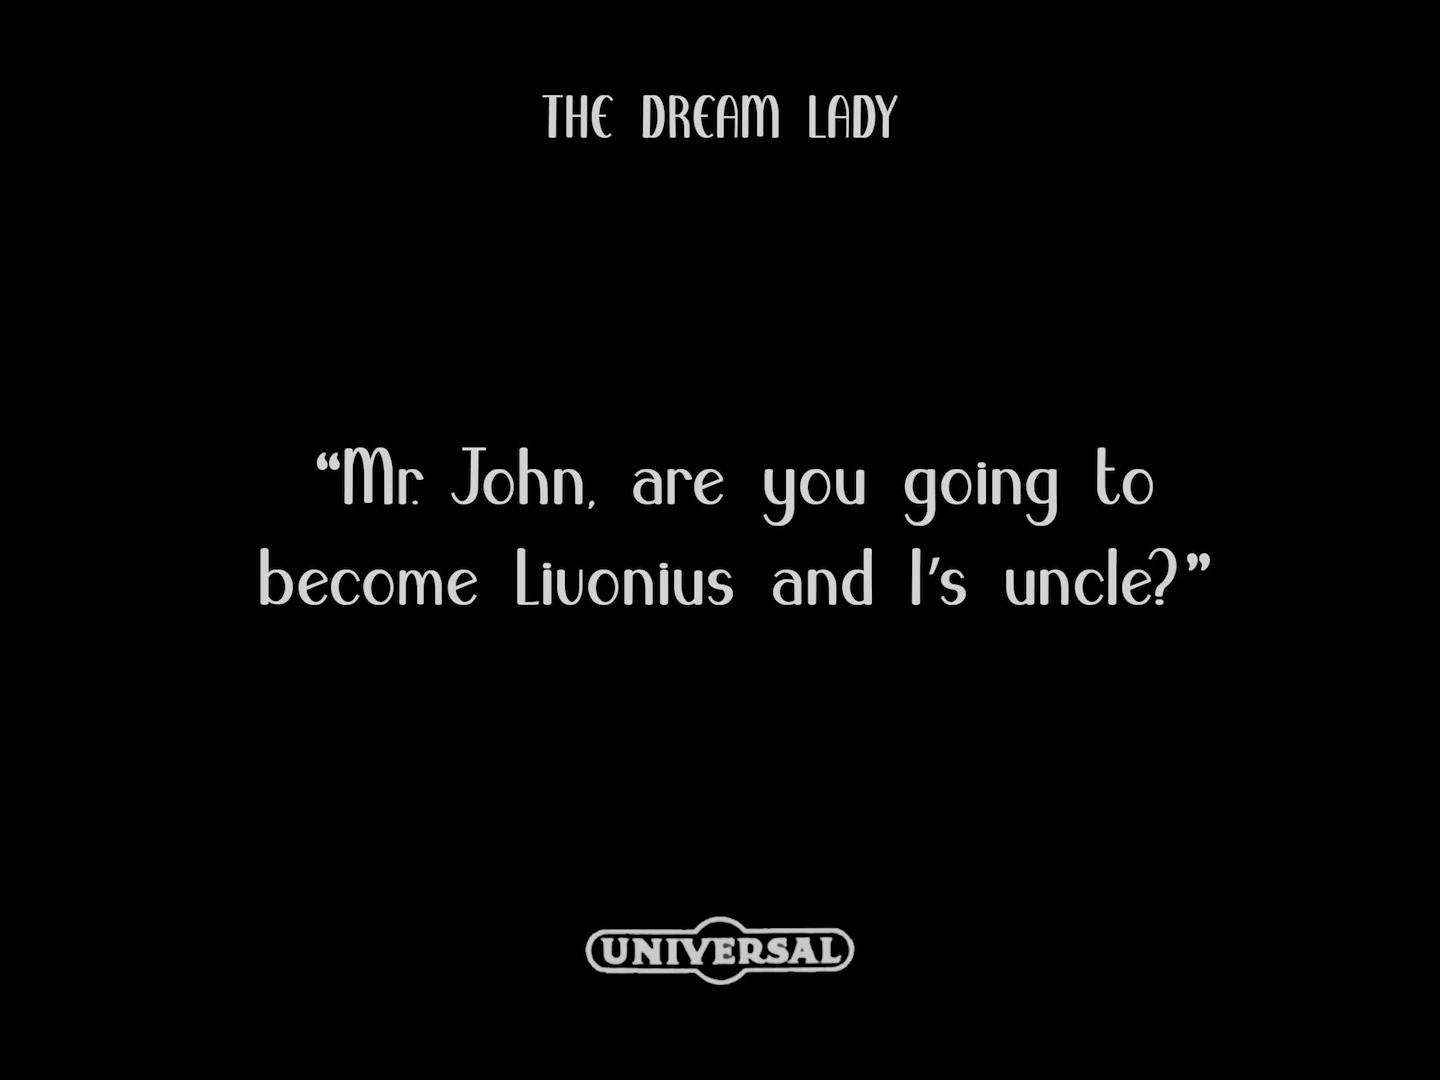 THE DREAM LADY
“Mr. John, are you going to
become Livonius and I’s uncle?”
UNIVERSAL